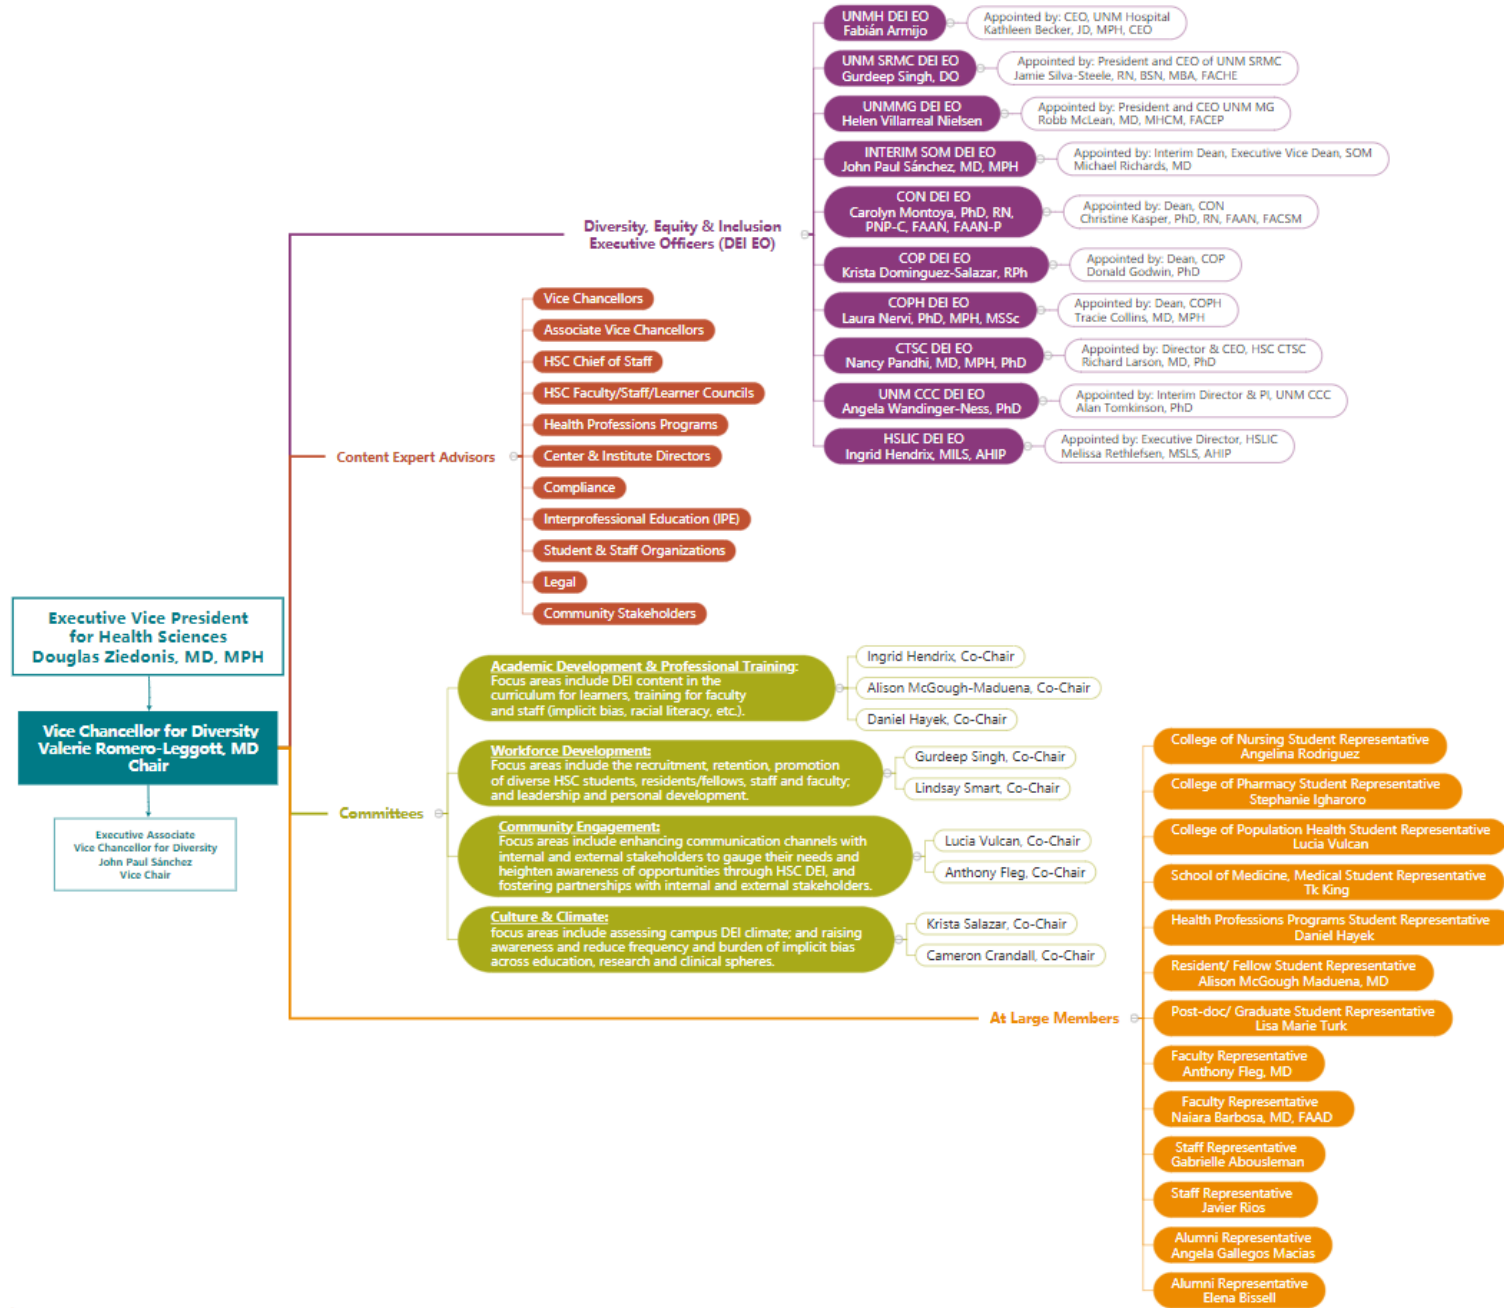 UNMH DEI EO
Fabián Armijo
Appointed by: CEO, UNM Hospital
Kathleen Becker, JD, MPH, CEO
UNM SRMC DEI EO
Gurdeep Singh, DO
Appointed by: President and CEO of UNM SRMC
Jamie Silva-Steele, RN, BSN, MBA, FACHE
UNMMG DEI EO
Helen Villarreal Nielsen
Appointed by: President and CEO UNM MG
Robb McLean, MD, MHCM, FACEP
INTERIM SOM DEI EO
John Paul Sánchez, MD, MPH
Appointed by: Interim Dean, Executive Vice Dean, SOM
Michael Richards, MD
CON DEI EO
Carolyn Montoya, PhD, RN,
PNP-C, FAAN, FAAN-P
Appointed by: Dean, CON
Christine Kasper, PhD, RN, FAAN, FACSM
COP DEI EO
Krista Dominguez-Salazar, RPh
Appointed by: Dean, COP
Donald Godwin, PhD
COPH DEI EO
Laura Nervi, PhD, MPH, MSSc
Appointed by: Dean, COPH
Tracie Collins, MD, MPH
CTSC DEI EO
Nancy Pandhi, MD, MPH, PhD
Appointed by: Director & CEO, HSC CTSC
Richard Larson, MD, PhD
UNM CCC DEI EO
Angela Wandinger-Ness, PhD
Appointed by: Interim Director & PI, UNM CCC
Alan Tomkinson, PhD
HSLIC DEI EO
Ingrid Hendrix, MILS, AHIP
Appointed by: Executive Director, HSLIC
Melissa Rethlefsen, MSLS, AHIP
Diversity, Equity & Inclusion
Executive Officers (DEI EO)
Content Expert Advisors
Vice Chancellors
Associate Vice Chancellors
HSC Chief of Staff
HSC Faculty/Staff/Learner Councils
Health Professions Programs
Center & Institute Directors
Compliance
Interprofessional Education (IPE)
Student & Staff Organizations
Legal
Community Stakeholders
Executive Vice President
for Health Sciences
Douglas Ziedonis, MD, MPH
Vice Chancellor for Diversity
Valerie Romero-Leggott, MD
Chair
Executive Associate
Vice Chancellor for Diversity
John Paul Sánchez
Vice Chair
Committees
Academic Development & Professional Training:
Focus areas include DEI content in the
curriculum for learners, training for faculty
and staff (implicit bias, racial literacy, etc.).
Ingrid Hendrix, Co-Chair
Alison McGough-Maduena, Co-Chair
Daniel Hayek, Co-Chair
Workforce Development:
Focus areas include the recruitment, retention, promotion
of diverse HSC students, residents/fellows, staff and faculty;
and leadership and personal development.
Gurdeep Singh, Co-Chair
Lindsay Smart, Co-Chair
Community Engagement:
Focus areas include enhancing communication channels with
internal and external stakeholders to gauge their needs and
heighten awareness of opportunities through HSC DEI, and
fostering partnerships with internal and external stakeholders.
Lucia Vulcan, Co-Chair
Anthony Fleg, Co-Chair
Culture & Climate:
focus areas include assessing campus DEI climate; and raising
awareness and reduce frequency and burden of implicit bias
across education, research and clinical spheres.
Krista Salazar, Co-Chair
Cameron Crandall, Co-Chair
At Large Members
College of Nursing Student Representative
Angelina Rodriguez
College of Pharmacy Student Representative
Stephanie Igharoro
College of Population Health Student Representative
Lucia Vulcan
School of Medicine, Medical Student Representative
Tk King
Health Professions Programs Student Representative
Daniel Hayek
Resident/ Fellow Student Representative
Alison McGough Maduena, MD
Post-doc/ Graduate Student Representative
Lisa Marie Turk
Faculty Representative
Anthony Fleg, MD
Faculty Representative
Naiara Barbosa, MD, FAAD
Staff Representative
Gabrielle Abousleman
Staff Representative
Javier Rios
Alumni Representative
Angela Gallegos Macias
Alumni Representative
Elena Bissell